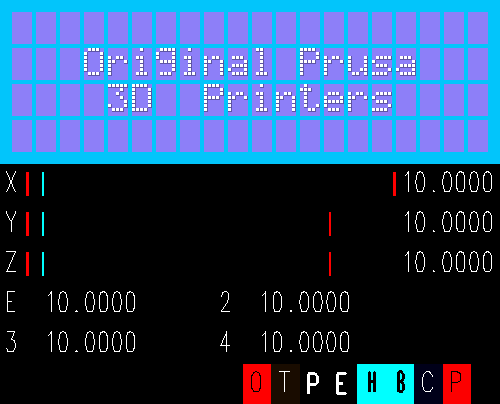 Original Prusa
3D Printers
X 10.0000
Y 10.0000
Z 10.0000
E 10.0000 2 10.0000
3 10.0000 4 10.0000
O T P E H B C P